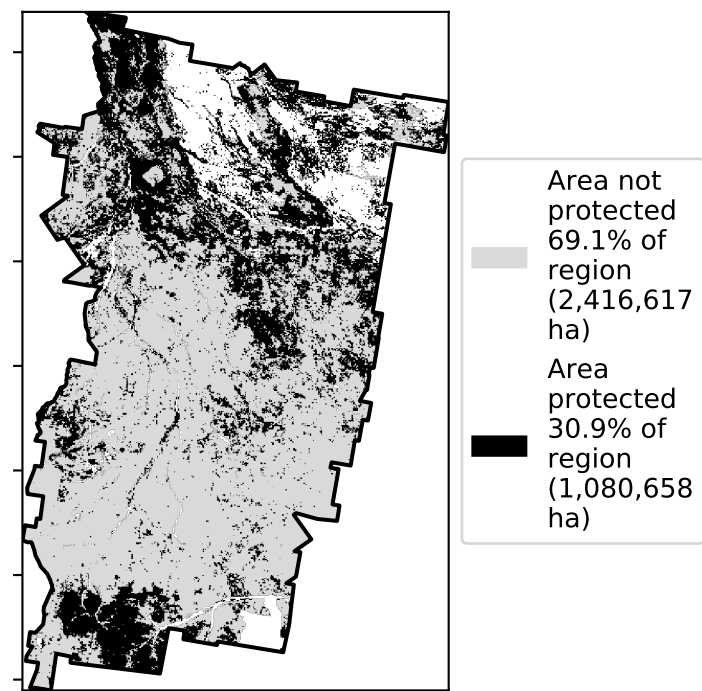 Area not
protected
69.1% of
region
(2,416,617
ha)
Area
protected
30.9% of
region
(1,080,658
ha)